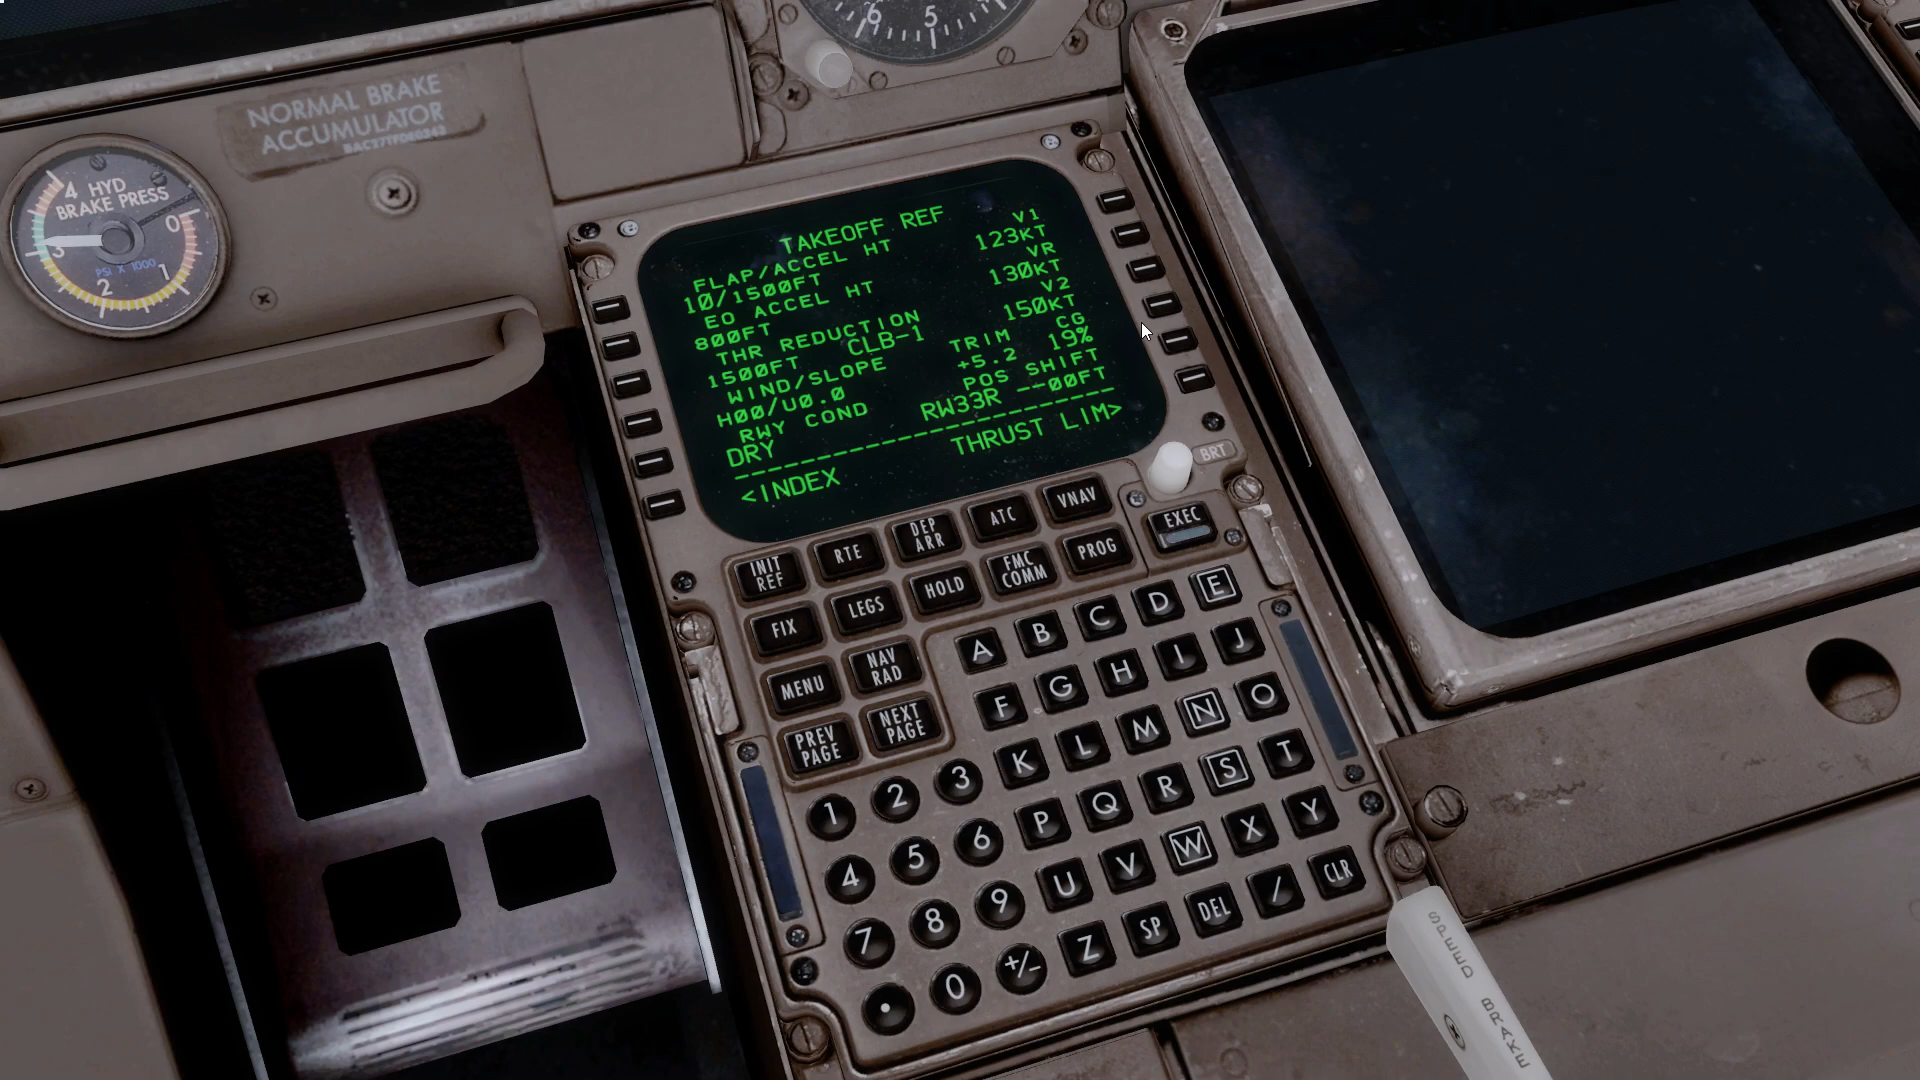 6 5
NORMAL BRAKE
ACCUMULATOR
4 HYD
BRAKE PRESS
0
3
PSI X 1000
2 1
TAKEOFF REF
FLAP/ACCEL HT V1
10/1500FT 123KT
EO ACCEL HT VR
800FT 130KT
THR REDUCTION V2
1500FT CLB-1 150KT
WIND/SLOPE TRIM CG
H00/U0.0 +5.2 19%
RWY COND POS SHIFT
DRY RW33R --00FT
<INDEX THRUST LIM>
BRT
INIT REF RTE DEP ARR ATC VNAV EXEC
FIX LEGS HOLD FMC COMM PROG
MENU NAV RAD
PREV PAGE NEXT PAGE
A B C D E
F G H I J
K L M N O
P Q R S T
U V W X Y
Z SP DEL / CLR
1 2 3
4 5 6
7 8 9
. 0 +/-
SPEED BRAKE